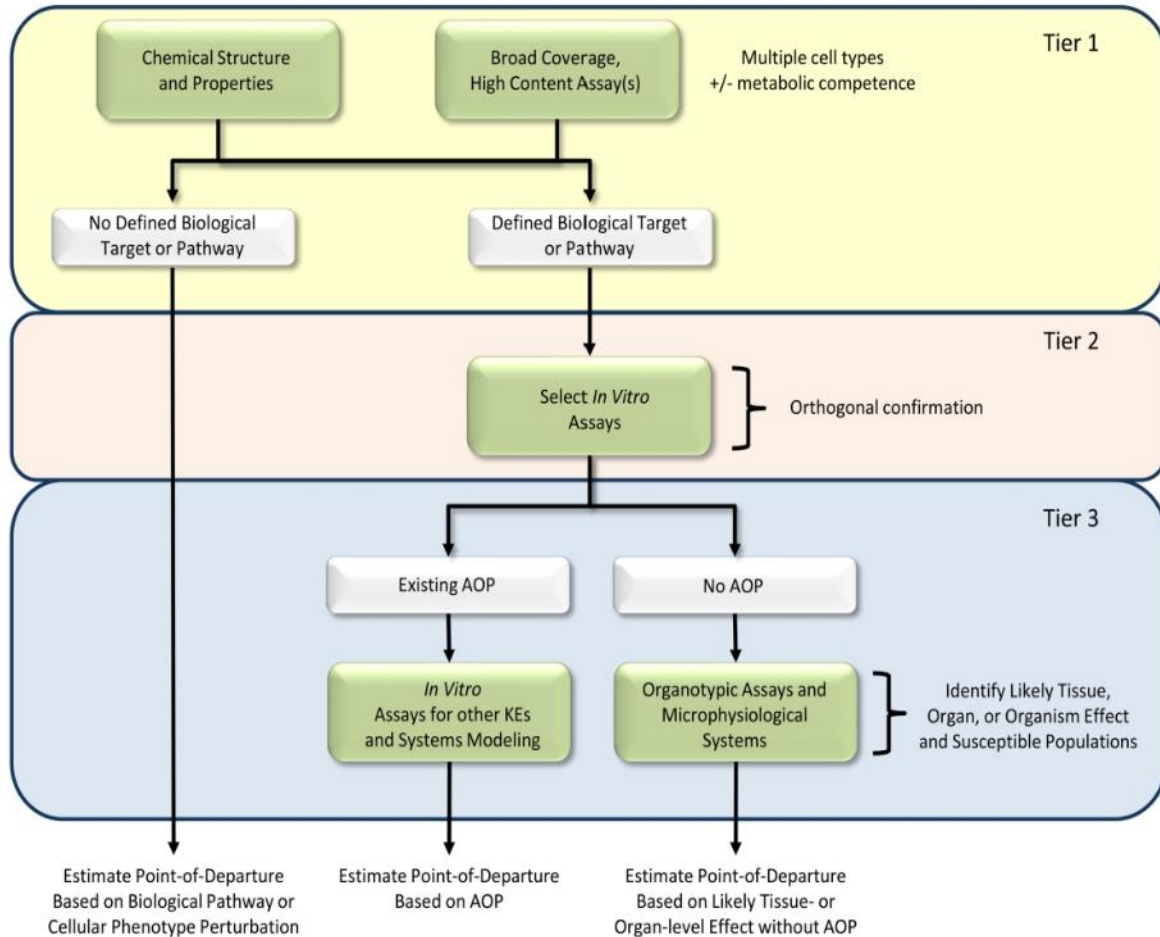 Tier 1
Chemical Structure
and Properties
Broad Coverage,
High Content Assay(s)
Multiple cell types
+/- metabolic competence
No Defined Biological
Target or Pathway
Defined Biological Target
or Pathway
Tier 2
Select In Vitro
Assays
Orthogonal confirmation
Tier 3
Existing AOP
No AOP
In Vitro
Assays for other KEs
and Systems Modeling
Organotypic Assays and
Microphysiological
Systems
Identify Likely Tissue,
Organ, or Organism Effect
and Susceptible Populations
Estimate Point-of-Departure
Based on Biological Pathway or
Cellular Phenotype Perturbation
Estimate Point-of-Departure
Based on AOP
Estimate Point-of-Departure
Based on Likely Tissue- or
Organ-level Effect without AOP